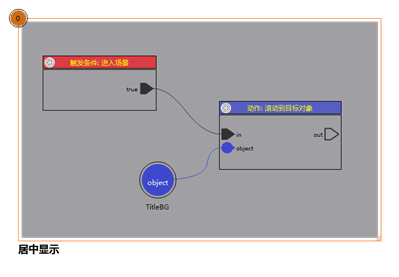 0
触发条件: 进入场景
true
动作: 滚动到目标对象
in
out
object
object
TitleBG
居中显示